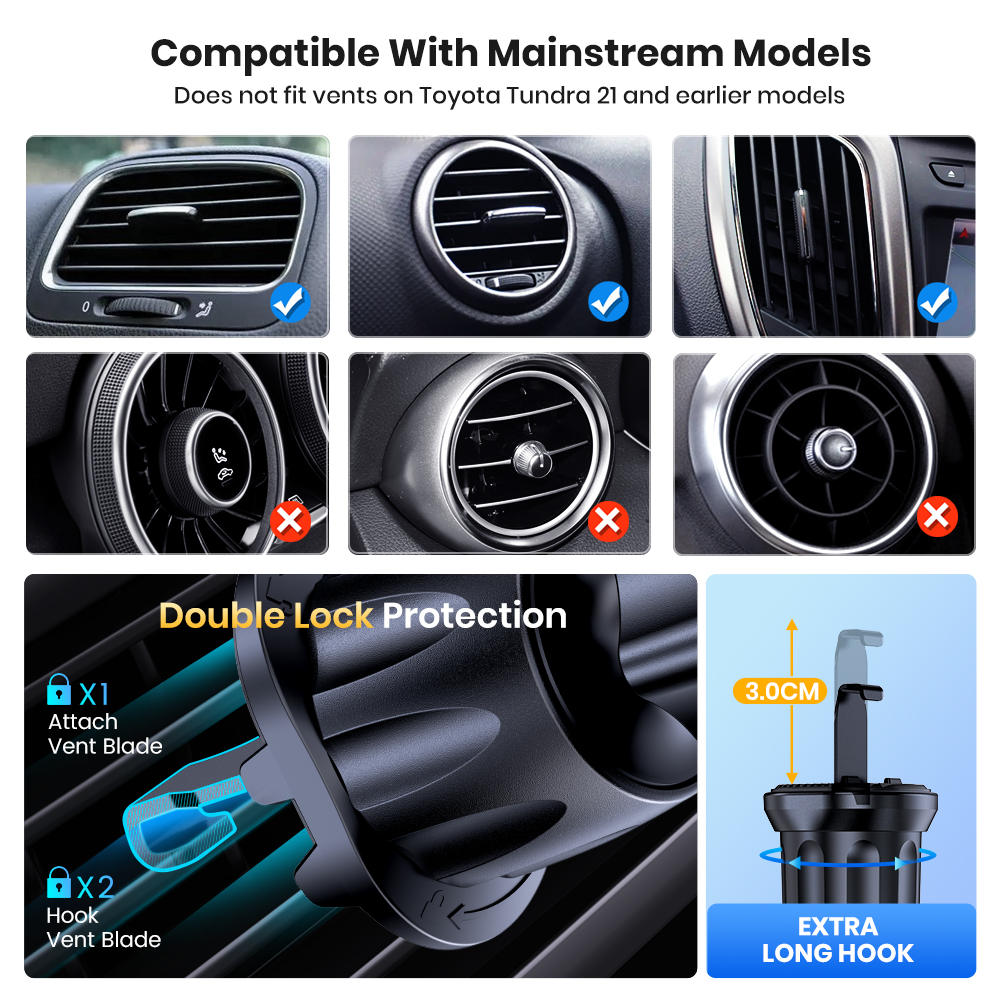 Compatible With Mainstream Models
Does not fit vents on Toyota Tundra 21 and earlier models
0
Double Lock Protection
X1
Attach
Vent Blade
X2
Hook
Vent Blade
3.0CM
EXTRA
LONG HOOK